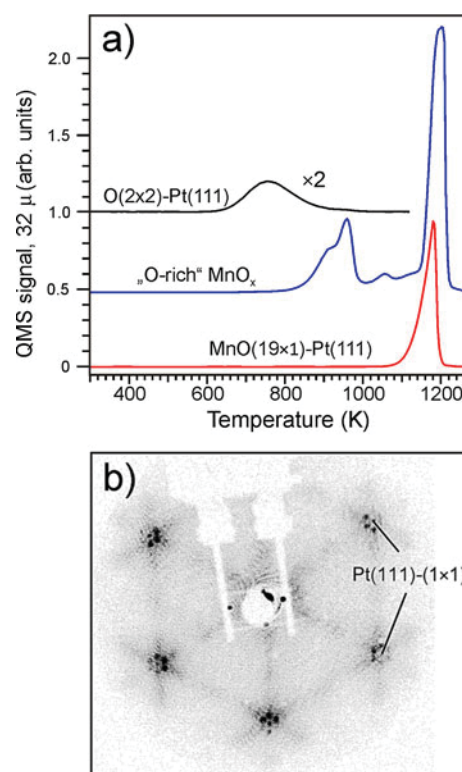 a)
QMS signal, 32 μ (arb. units)
2.0
1.5
1.0
0.5
0
O(2x2)-Pt(111)
×2
„O-rich“ MnOₓ
MnO(19×1)-Pt(111)
400 600 800 1000 1200
Temperature (K)
b)
Pt(111)-(1×1)